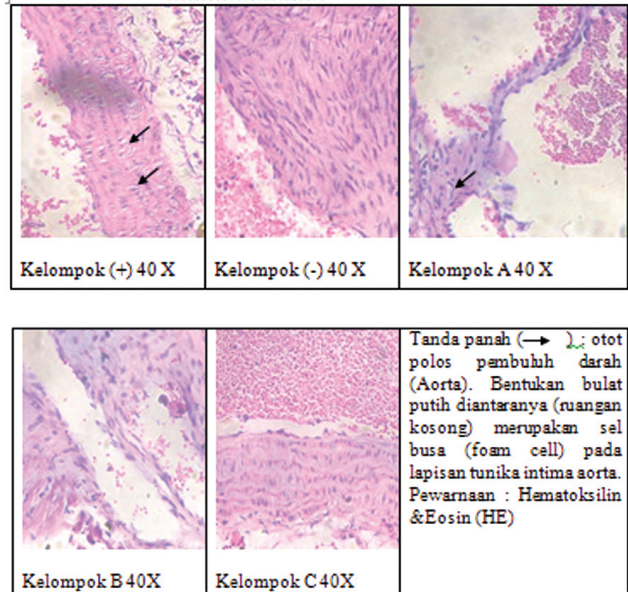 Kelompok (+) 40 X
Kelompok (-) 40 X
Kelompok A 40 X
Kelompok B 40X
Kelompok C 40X
Tanda panah (→ ) : otot
polos pembuluh darah
(Aorta). Bentukan bulat
putih diantaranya (ruangan
kosong) merupakan sel
busa (foam cell) pada
lapisan tunika intima aorta.
Pewarnaan : Hematoksilin
&Eosin (HE)